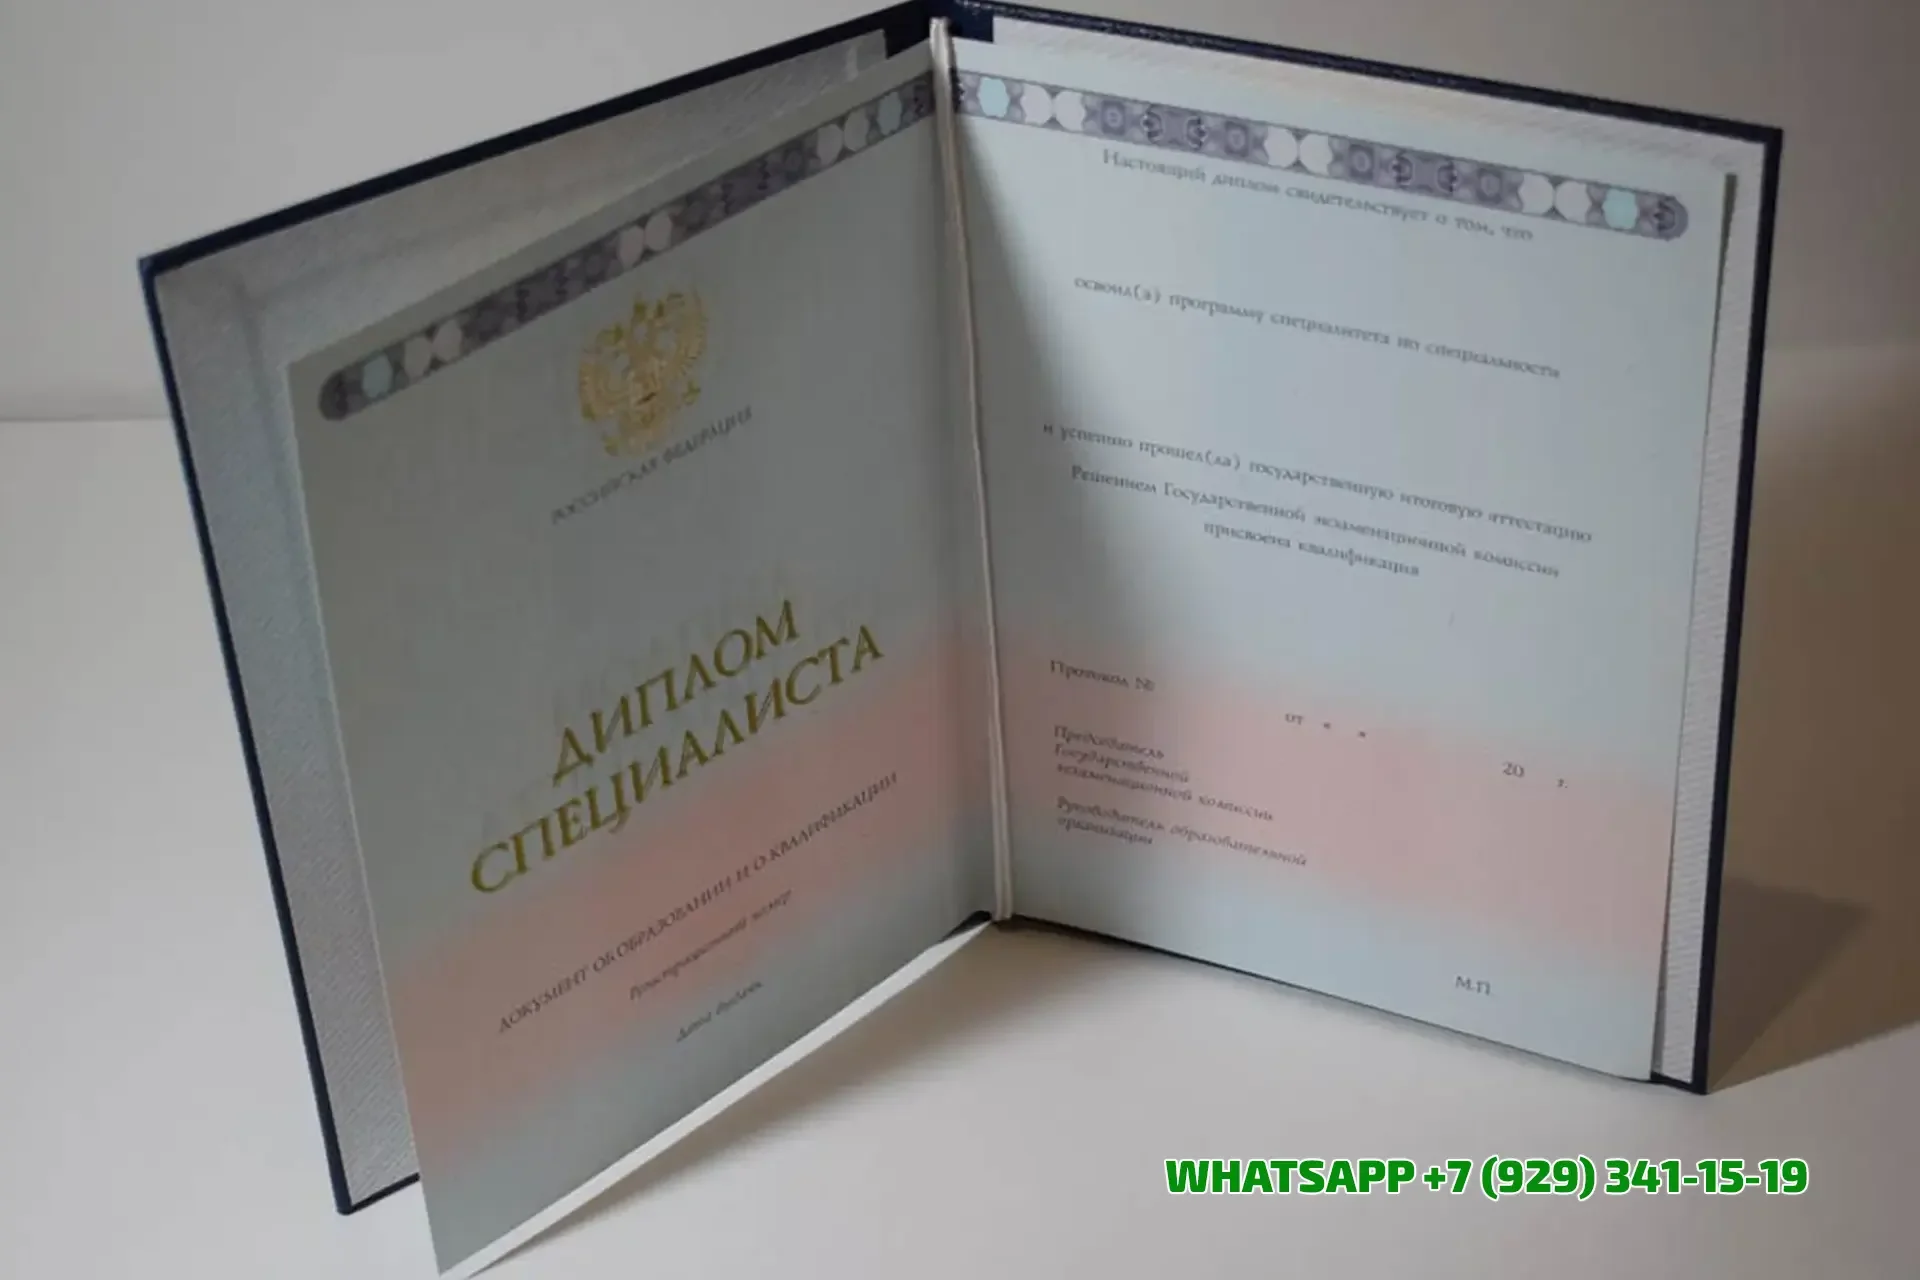 РОССИЙСКАЯ ФЕДЕРАЦИЯ
ДИПЛОМ
СПЕЦИАЛИСТА
ДОКУМЕНТ ОБ ОБРАЗОВАНИИ И О КВАЛИФИКАЦИИ
Регистрационный номер
Дата выдачи
Настоящий диплом свидетельствует о том, что
освоил(а) программу специалитета по специальности
и успешно прошел(ла) государственную итоговую аттестацию
Решением Государственной экзаменационной комиссии
присвоена квалификация
Протокол №
от « »
20 г.
Председатель
Государственной
экзаменационной комиссии
Руководитель образовательной
организации
М.П.
WHATSAPP +7 (929) 341-15-19